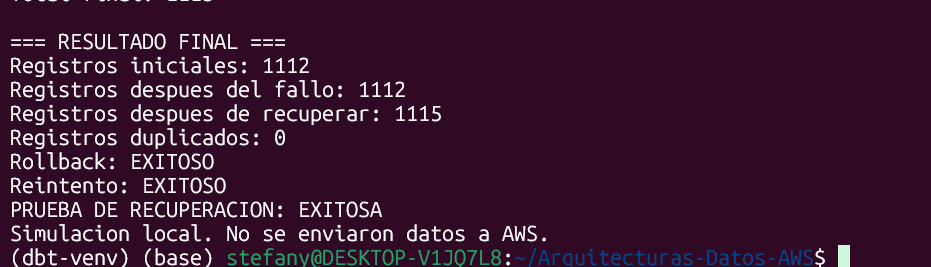 === RESULTADO FINAL ===
Registros iniciales: 1112
Registros despues del fallo: 1112
Registros despues de recuperar: 1115
Registros duplicados: 0
Rollback: EXITOSO
Reintento: EXITOSO
PRUEBA DE RECUPERACION: EXITOSA
Simulacion local. No se enviaron datos a AWS.
(dbt-venv) (base) stefany@DESKTOP-V1JQ7L8:~/Arquitecturas-Datos-AWS$